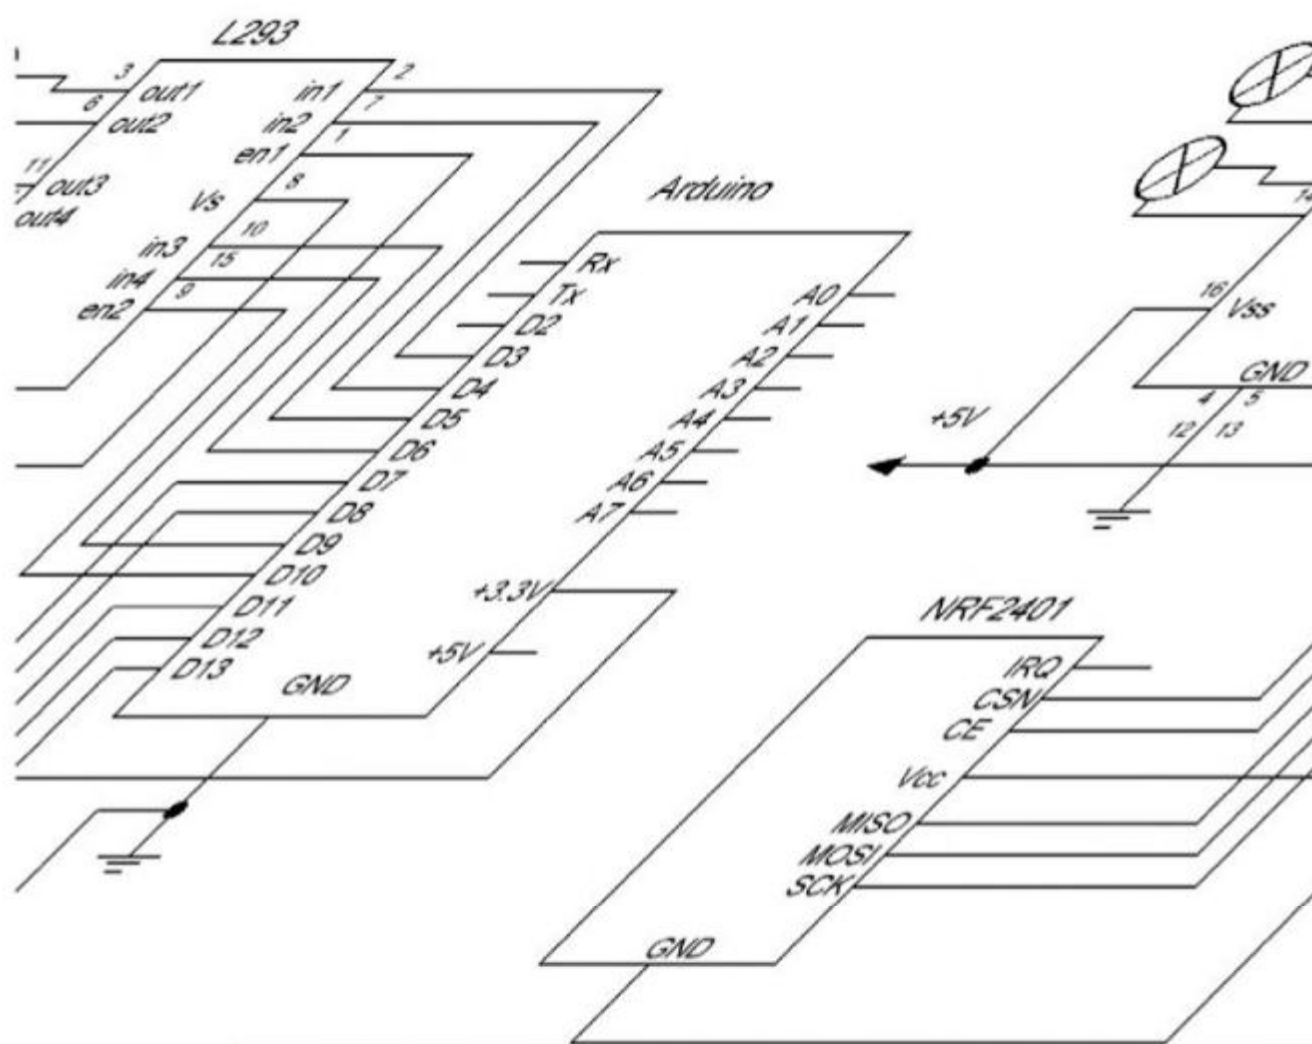 L293
3
out1
6
out2
11
out3
out4
in1
2
in2
7
en1
1
Vs
8
in3
10
in4
15
en2
9
Arduino
Rx
Tx
D2
D3
D4
D5
D6
D7
D8
D9
D10
D11
D12
D13
A0
A1
A2
A3
A4
A5
A6
A7
+3.3V
+5V
GND
14
16
Vss
GND
4 5
12 13
+5V
NRF2401
IRQ
CSN
CE
Vcc
MISO
MOSI
SCK
GND